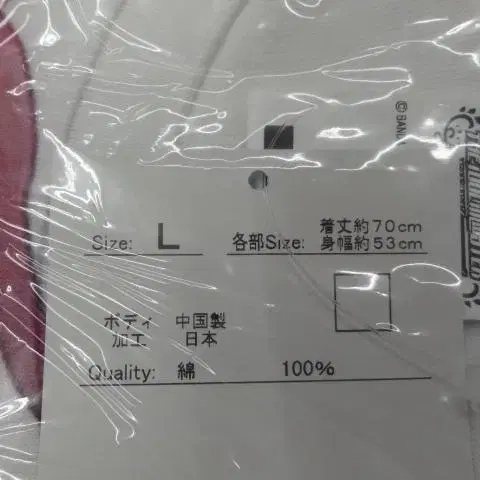 Size: L 各部Size: 着丈約70cm
身幅約53cm
ボディ 中国製
加工 日本
Quality: 綿 100%